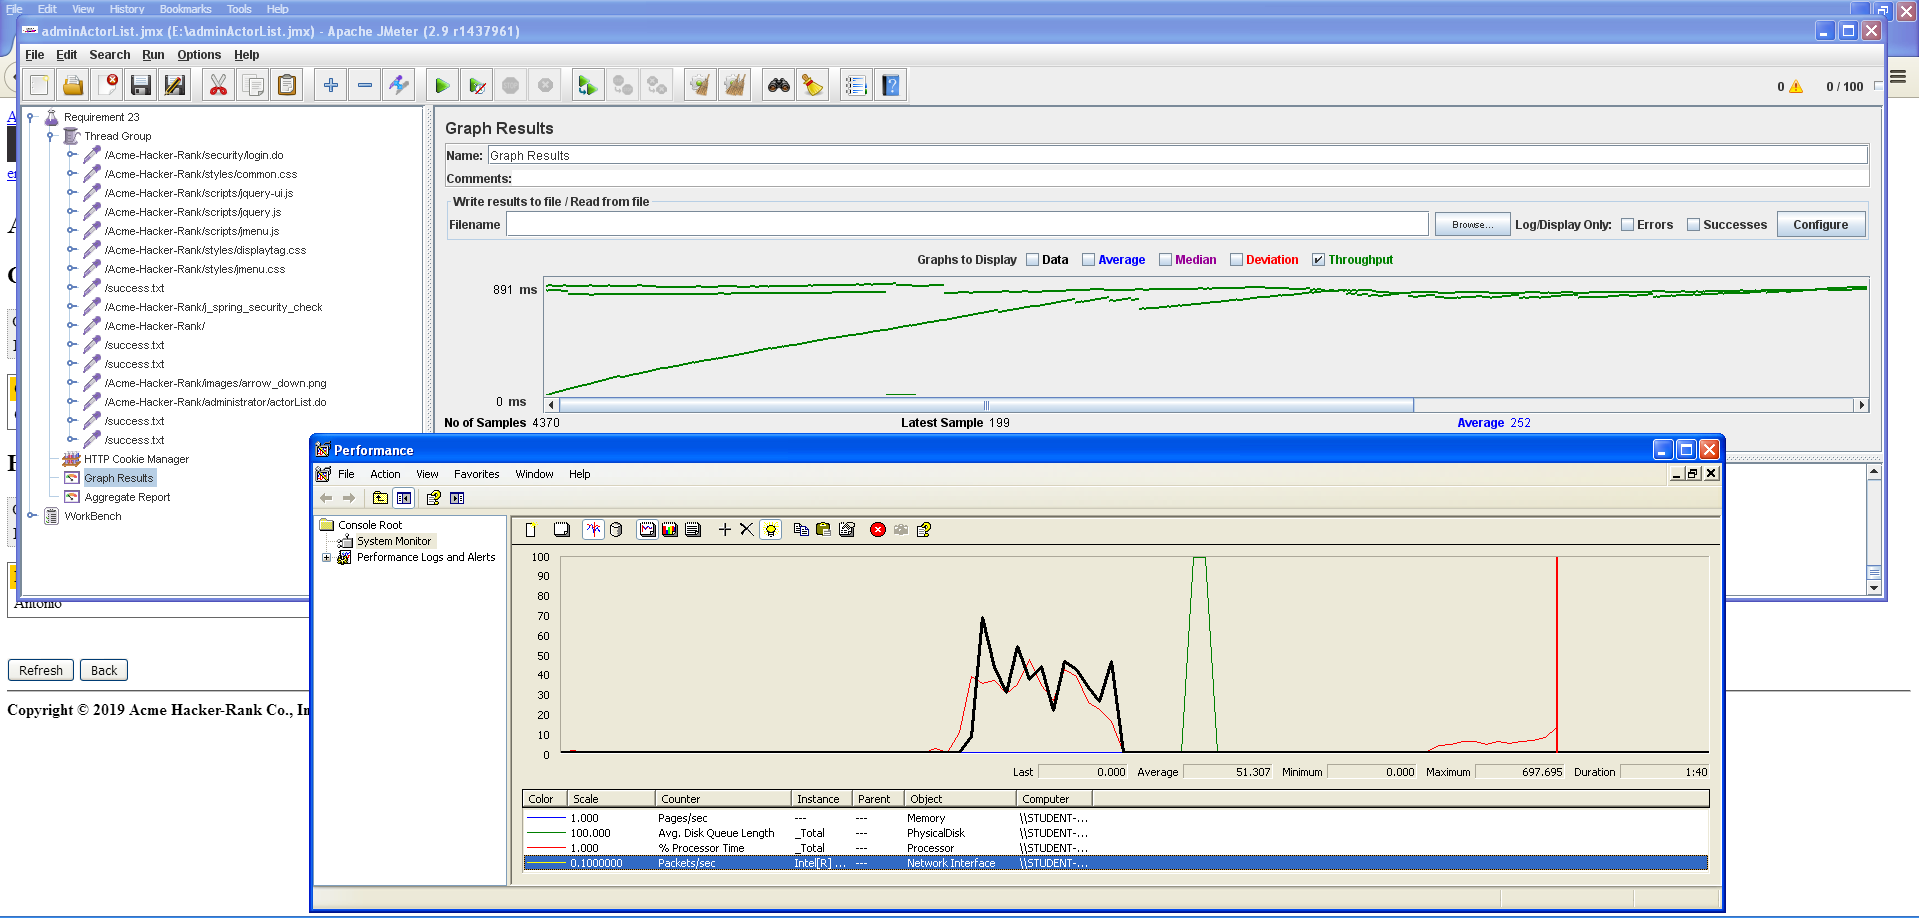 File Edit View History Bookmarks Tools Help
adminActorList.jmx (E:\adminActorList.jmx) - Apache JMeter (2.9 r1437961)
File Edit Search Run Options Help
0 0 / 100
Requirement 23
Thread Group
/Acme-Hacker-Rank/security/login.do
/Acme-Hacker-Rank/styles/common.css
/Acme-Hacker-Rank/scripts/jquery-ui.js
/Acme-Hacker-Rank/scripts/jquery.js
/Acme-Hacker-Rank/scripts/jmenu.js
/Acme-Hacker-Rank/styles/displaytag.css
/Acme-Hacker-Rank/styles/jmenu.css
/success.txt
/Acme-Hacker-Rank/j_spring_security_check
/Acme-Hacker-Rank/
/success.txt
/success.txt
/Acme-Hacker-Rank/images/arrow_down.png
/Acme-Hacker-Rank/administrator/actorList.do
/success.txt
/success.txt
HTTP Cookie Manager
Graph Results
Aggregate Report
WorkBench
Graph Results
Name: Graph Results
Comments:
Write results to file / Read from file
Filename Browse... Log/Display Only: Errors Successes Configure
Graphs to Display Data Average Median Deviation Throughput
891 ms
0 ms
No of Samples 4370 Latest Sample 199 Average 252
Performance
File Action View Favorites Window Help
Console Root
System Monitor
Performance Logs and Alerts
100
90
80
70
60
50
40
30
20
10
0
Last 0.000 Average 51.307 Minimum 0.000 Maximum 697.695 Duration 1:40
Color Scale Counter Instance Parent Object Computer
1.000 Pages/sec --- --- Memory \\STUDENT-...
100.000 Avg. Disk Queue Length _Total --- PhysicalDisk \\STUDENT-...
1.000 % Processor Time _Total --- Processor \\STUDENT-...
0.1000000 Packets/sec Intel[R] ... --- Network Interface \\STUDENT-...
Antonio
Refresh Back
Copyright © 2019 Acme Hacker-Rank Co., In